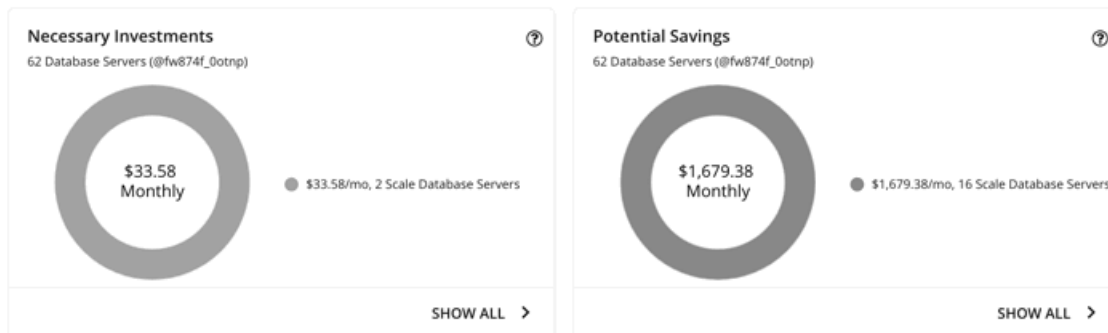 Necessary Investments
62 Database Servers (@fw874f_0otnp)
$33.58
Monthly
$33.58/mo, 2 Scale Database Servers
SHOW ALL
Potential Savings
62 Database Servers (@fw874f_0otnp)
$1,679.38
Monthly
$1,679.38/mo, 16 Scale Database Servers
SHOW ALL